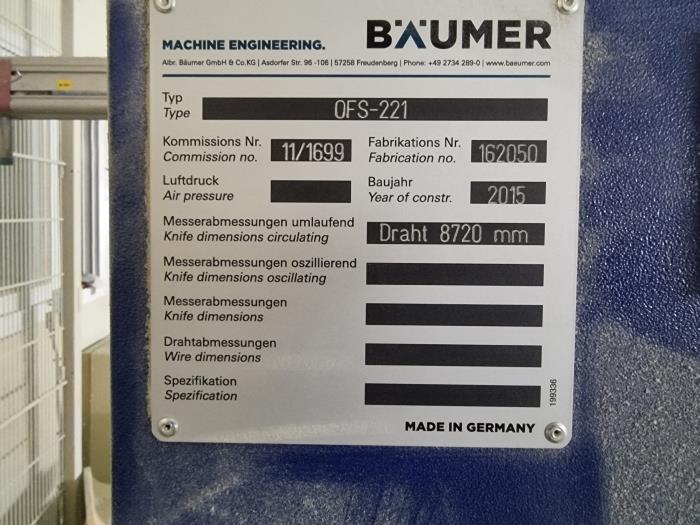 MACHINE ENGINEERING. BÄUMER
Albr. Bäumer GmbH & Co.KG | Asdorfer Str. 96 -106 | 57258 Freudenberg | Phone: +49 2734 289-0 | www.baeumer.com
Typ
Type OFS-221
Kommissions Nr. Fabrikations Nr.
Commission no. 11/1699 Fabrication no. 162050
Luftdruck Baujahr
Air pressure Year of constr. 2015
Messerabmessungen umlaufend
Knife dimensions circulating Draht 8720 mm
Messerabmessungen oszillierend
Knife dimensions oscillating
Messerabmessungen
Knife dimensions
Drahtabmessungen
Wire dimensions
Spezifikation
Specification
199336
MADE IN GERMANY